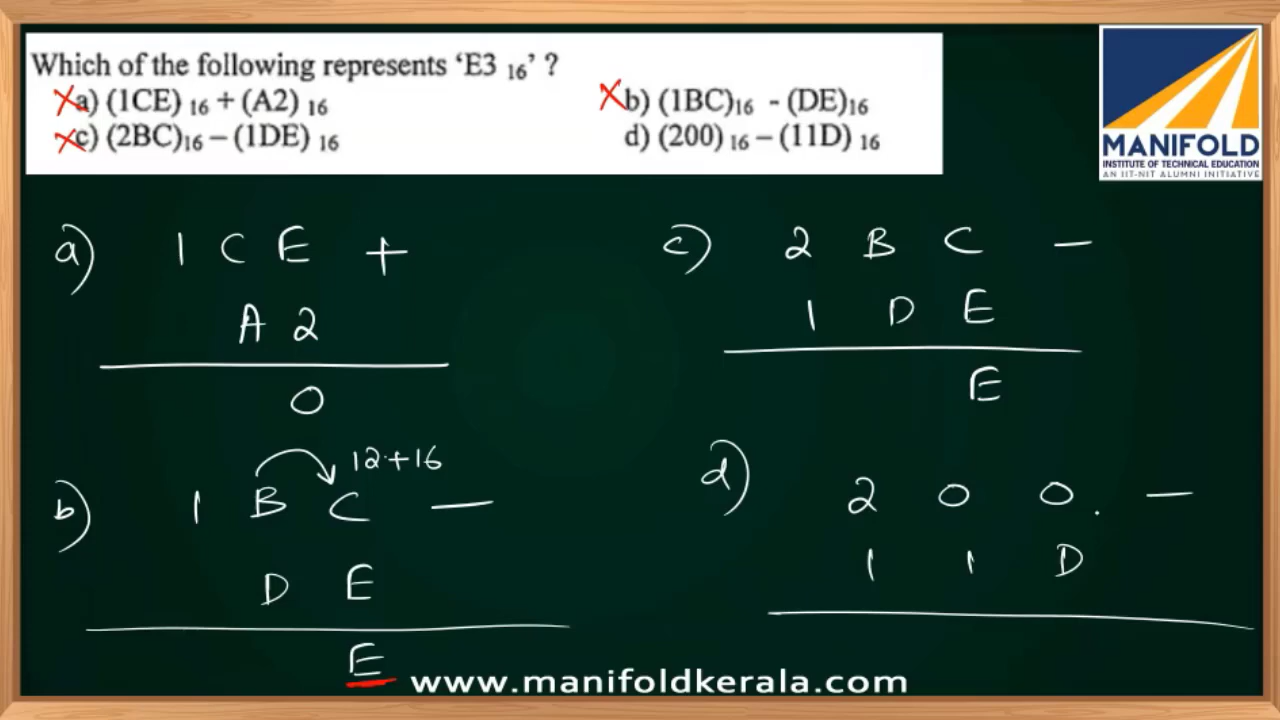 Which of the following represents ‘E3 16’ ?
a) (1CE) 16 + (A2) 16
b) (1BC)16 - (DE)16
c) (2BC)16 – (1DE) 16
d) (200) 16 – (11D) 16
MANIFOLD
INSTITUTE OF TECHNICAL EDUCATION
AN IIT-NIT ALUMNI INITIATIVE
a) 1 C E +
A 2
0
b) 1 B C –
12+16
D E
E
c) 2 B C –
1 D E
E
d) 2 0 0 . –
1 1 D
www.manifoldkerala.com